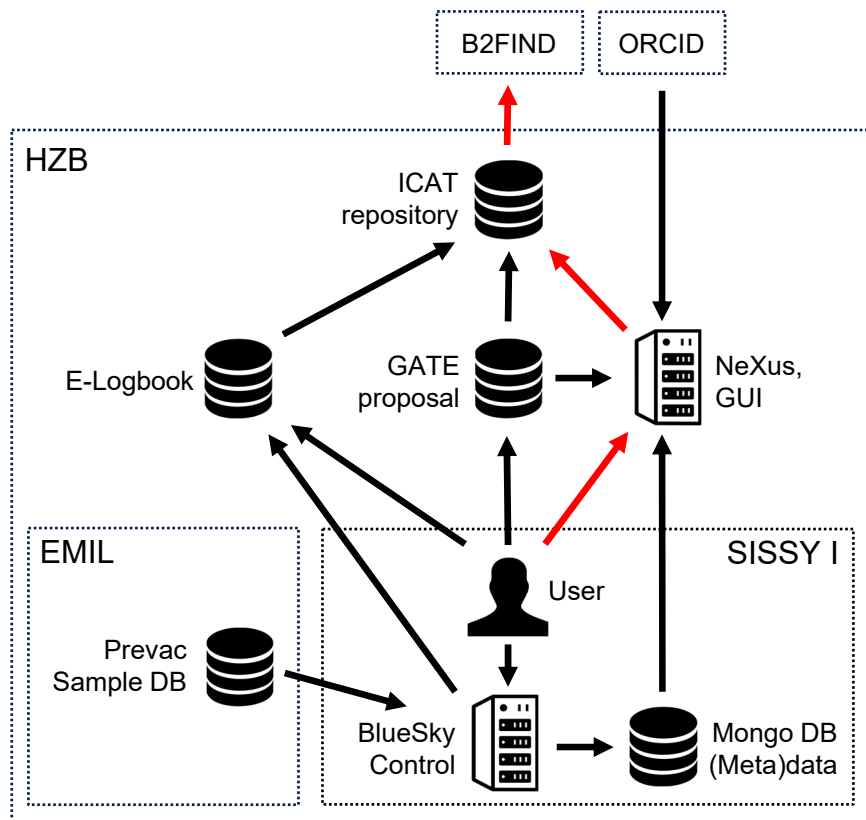 B2FIND
ORCID
HZB
ICAT
repository
E-Logbook
GATE
proposal
NeXus,
GUI
EMIL
SISSY I
User
Prevac
Sample DB
BlueSky
Control
Mongo DB
(Meta)data